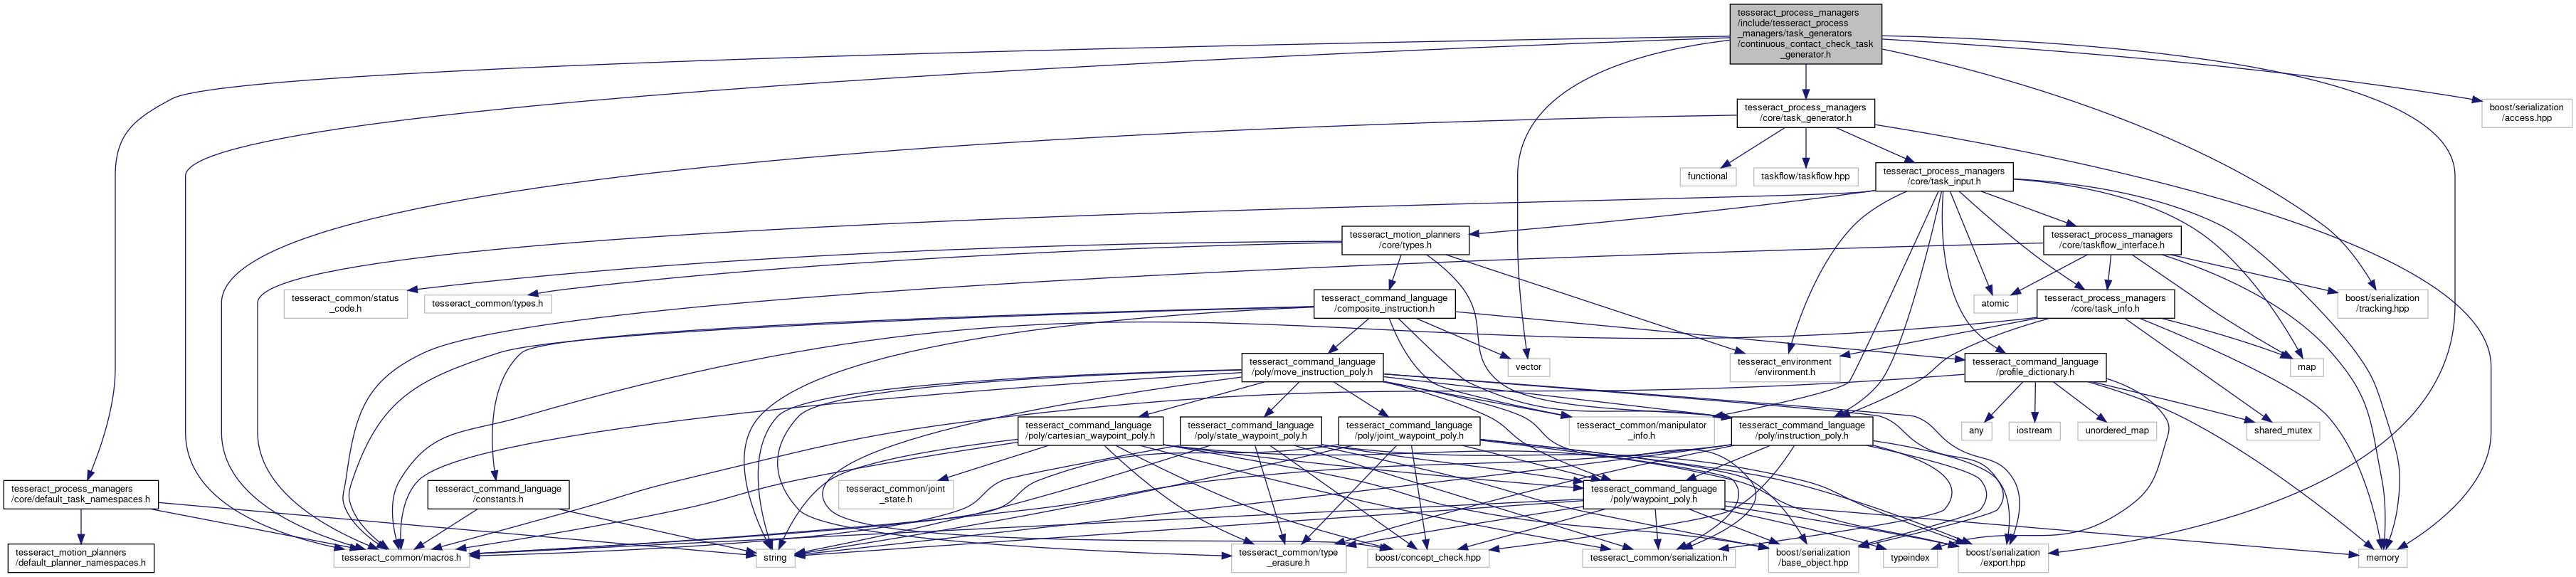 tesseract_process_managers
/include/tesseract_process
_managers/task_generators
/continuous_contact_check_task
_generator.h
boost/serialization
/access.hpp
tesseract_process_managers
/core/task_generator.h
functional
taskflow/taskflow.hpp
tesseract_process_managers
/core/task_input.h
tesseract_motion_planners
/core/types.h
tesseract_process_managers
/core/taskflow_interface.h
tesseract_common/status
_code.h
tesseract_common/types.h
tesseract_command_language
/composite_instruction.h
atomic
tesseract_process_managers
/core/task_info.h
boost/serialization
/tracking.hpp
tesseract_command_language
/poly/move_instruction_poly.h
vector
tesseract_environment
/environment.h
tesseract_command_language
/profile_dictionary.h
map
tesseract_command_language
/poly/cartesian_waypoint_poly.h
tesseract_command_language
/poly/state_waypoint_poly.h
tesseract_command_language
/poly/joint_waypoint_poly.h
tesseract_common/manipulator
_info.h
tesseract_command_language
/poly/instruction_poly.h
any
iostream
unordered_map
shared_mutex
tesseract_process_managers
/core/default_task_namespaces.h
tesseract_command_language
/constants.h
tesseract_common/joint
_state.h
tesseract_command_language
/poly/waypoint_poly.h
tesseract_motion_planners
/default_planner_namespaces.h
tesseract_common/macros.h
string
tesseract_common/type
_erasure.h
boost/concept_check.hpp
tesseract_common/serialization.h
boost/serialization
/base_object.hpp
typeindex
boost/serialization
/export.hpp
memory